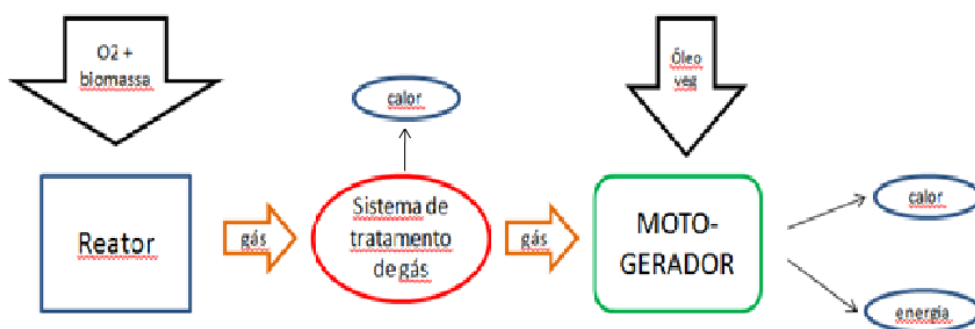 O2 +
biomassa
Óleo
veg
calor
Reator
gás
Sistema de
tratamento
de gás
gás
MOTO-
GERADOR
calor
energia